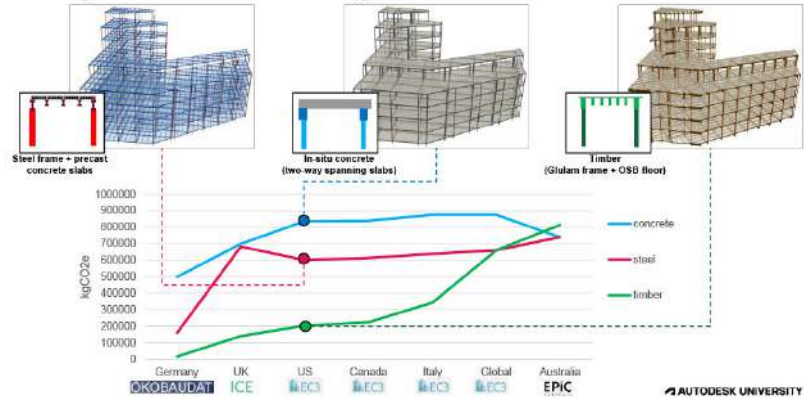 Steel frame + precast
concrete slabs
In-situ concrete
(two-way spanning slabs)
Timber
(Glulam frame + OSB floor)
1000000
900000
800000
700000
600000
500000
400000
300000
200000
100000
0
kgCO2e
concrete
steel
timber
Germany UK US Canada Italy Global Australia
ÖKOBAUDAT ICE EC3 EC3 EC3 EC3 EPiC
AUTODESK UNIVERSITY